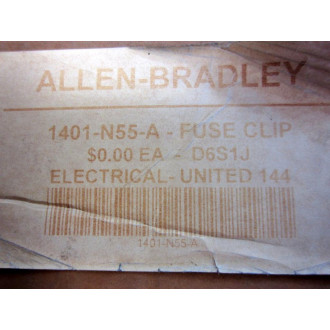 ALLEN-BRADLEY
1401-N55-A - FUSE CLIP
$0.00 EA - D6S1J
ELECTRICAL- UNITED 144
1401-N55-A